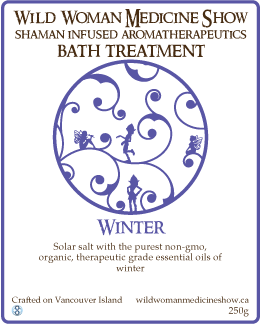 Wild Woman Medicine Show
Shaman Infused Aromatherapeutics
Bath Treatment
Winter
Solar salt with the purest non-gmo,
organic, therapeutic grade essential oils of
winter
Crafted on Vancouver Island wildwomanmedicineshow.ca
250g